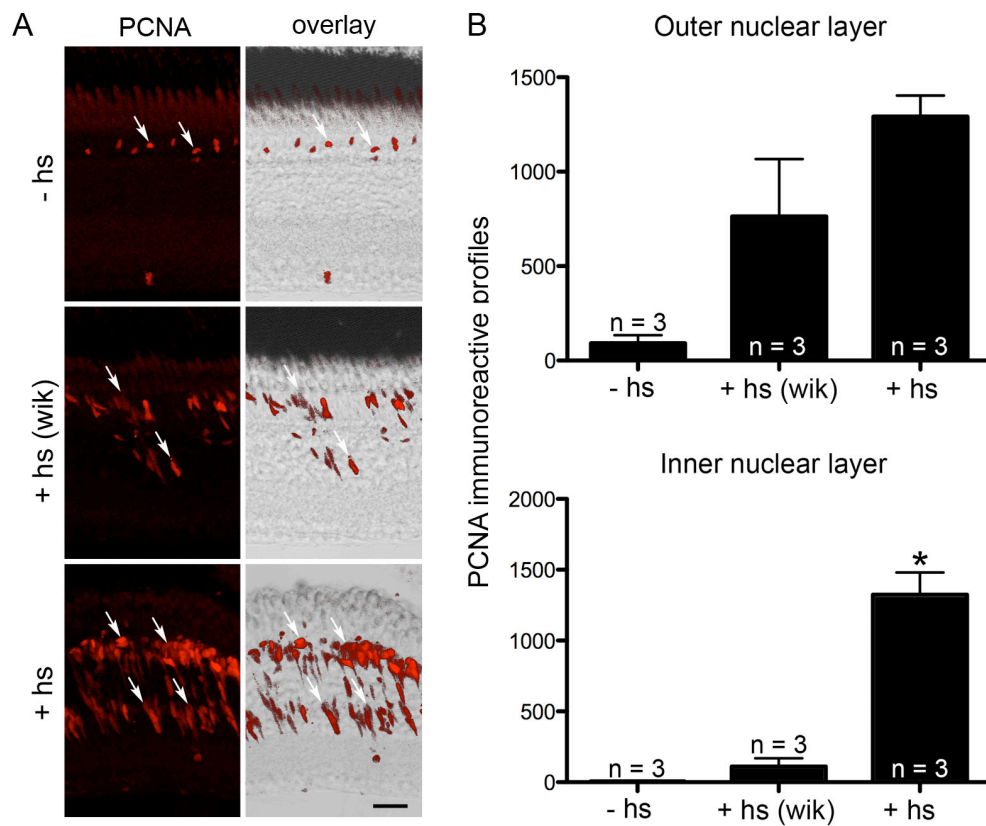 A
PCNA
overlay
- hs
+ hs (wik)
+ hs
B
PCNA immunoreactive profiles
Outer nuclear layer
1500
1000
500
0
n = 3
n = 3
n = 3
- hs
+ hs (wik)
+ hs
Inner nuclear layer
2000
1500
1000
500
0
n = 3
n = 3
*
n = 3
- hs
+ hs (wik)
+ hs